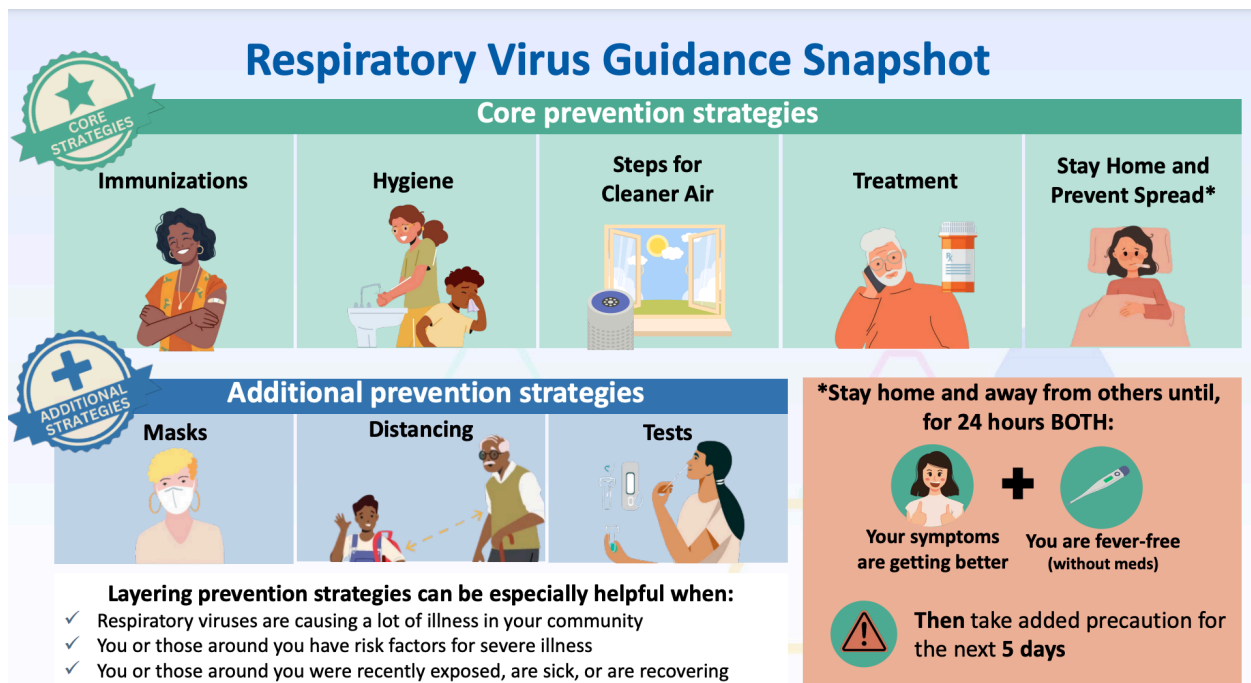 Respiratory Virus Guidance Snapshot
CORE
STRATEGIES
Core prevention strategies
Immunizations
Hygiene
Steps for
Cleaner Air
Treatment
Stay Home and
Prevent Spread*
Rx
ADDITIONAL
STRATEGIES
Additional prevention strategies
Masks
Distancing
Tests
Layering prevention strategies can be especially helpful when:
✓ Respiratory viruses are causing a lot of illness in your community
✓ You or those around you have risk factors for severe illness
✓ You or those around you were recently exposed, are sick, or are recovering
*Stay home and away from others until,
for 24 hours BOTH:
Your symptoms
are getting better
You are fever-free
(without meds)
Then take added precaution for
the next 5 days